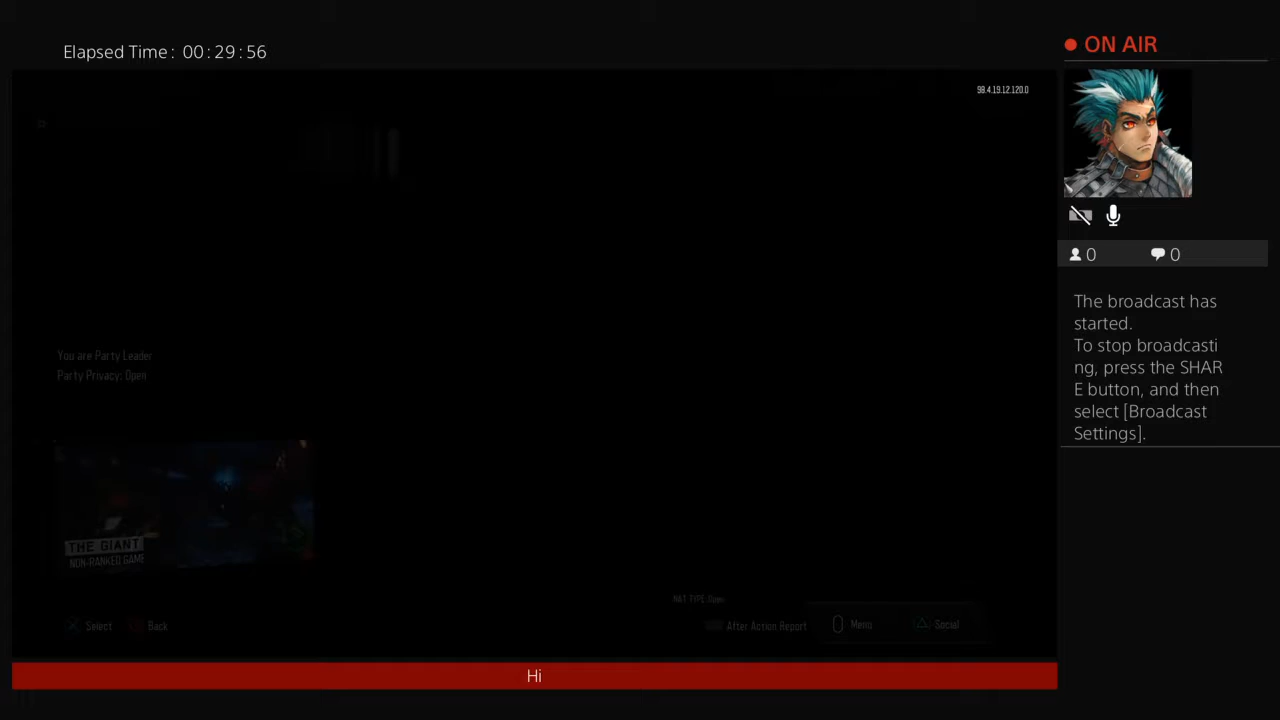 Elapsed Time: 00:29:56
ON AIR
98.4.19.12.120.0
0 0
The broadcast has
started.
To stop broadcasti
ng, press the SHAR
E button, and then
select [Broadcast
Settings].
You are Party Leader
Party Privacy: Open
THE GIANT
NON-RANKED GAME
NAT TYPE: Open
Select Back
After Action Report Menu Social
Hi